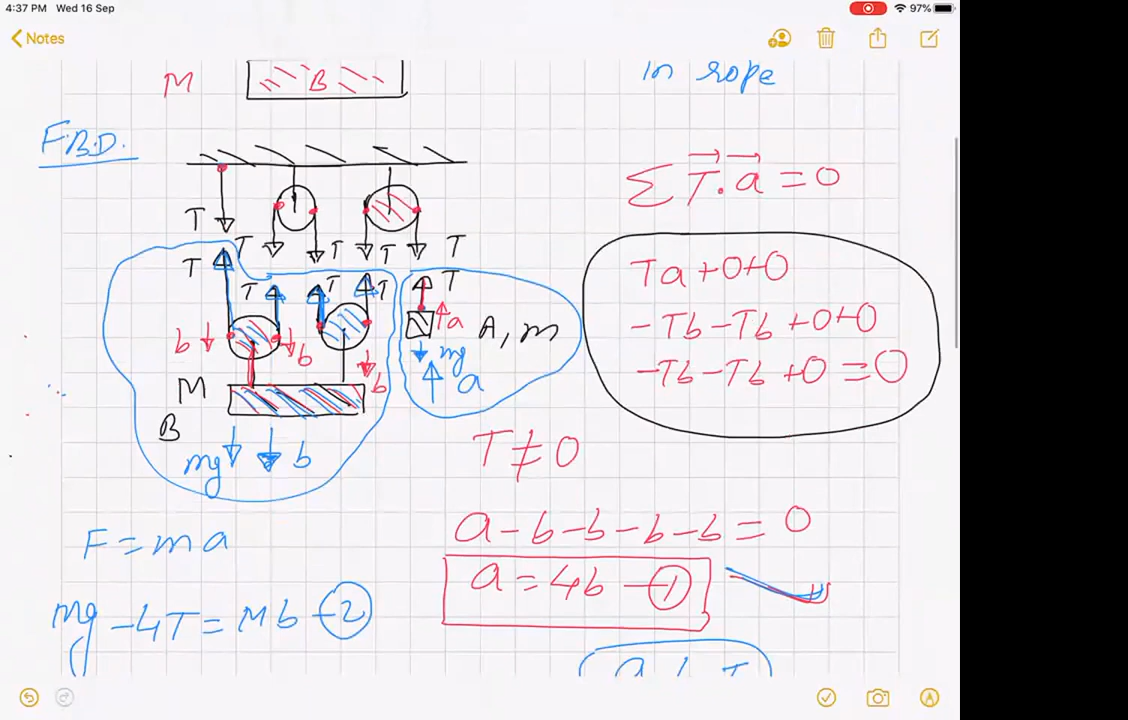 4:37 PM Wed 16 Sep
97%
Notes
M
B
In rope
F.B.D.
T
T
T
T
T
T
T
T
T
T
b
b
b
a
A, m
mg
a
M
B
mg
b
∑ T⃗.a⃗ = 0
Ta + 0 + 0
-Tb - Tb + 0 + 0
-Tb - Tb + 0 = 0
T ≠ 0
a - b - b - b - b = 0
a = 4b - ①
F = ma
mg - 4T = Mb - ②